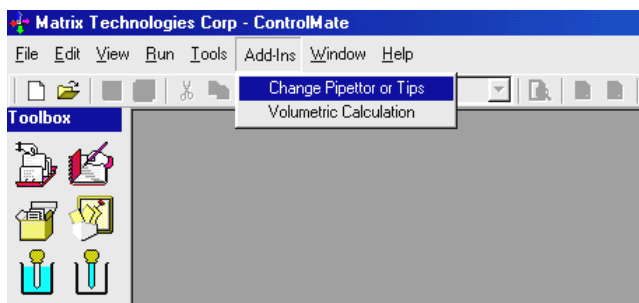 Matrix Technologies Corp - ControlMate
File Edit View Run Tools Add-Ins Window Help
Change Pipettor or Tips
Toolbox
Volumetric Calculation